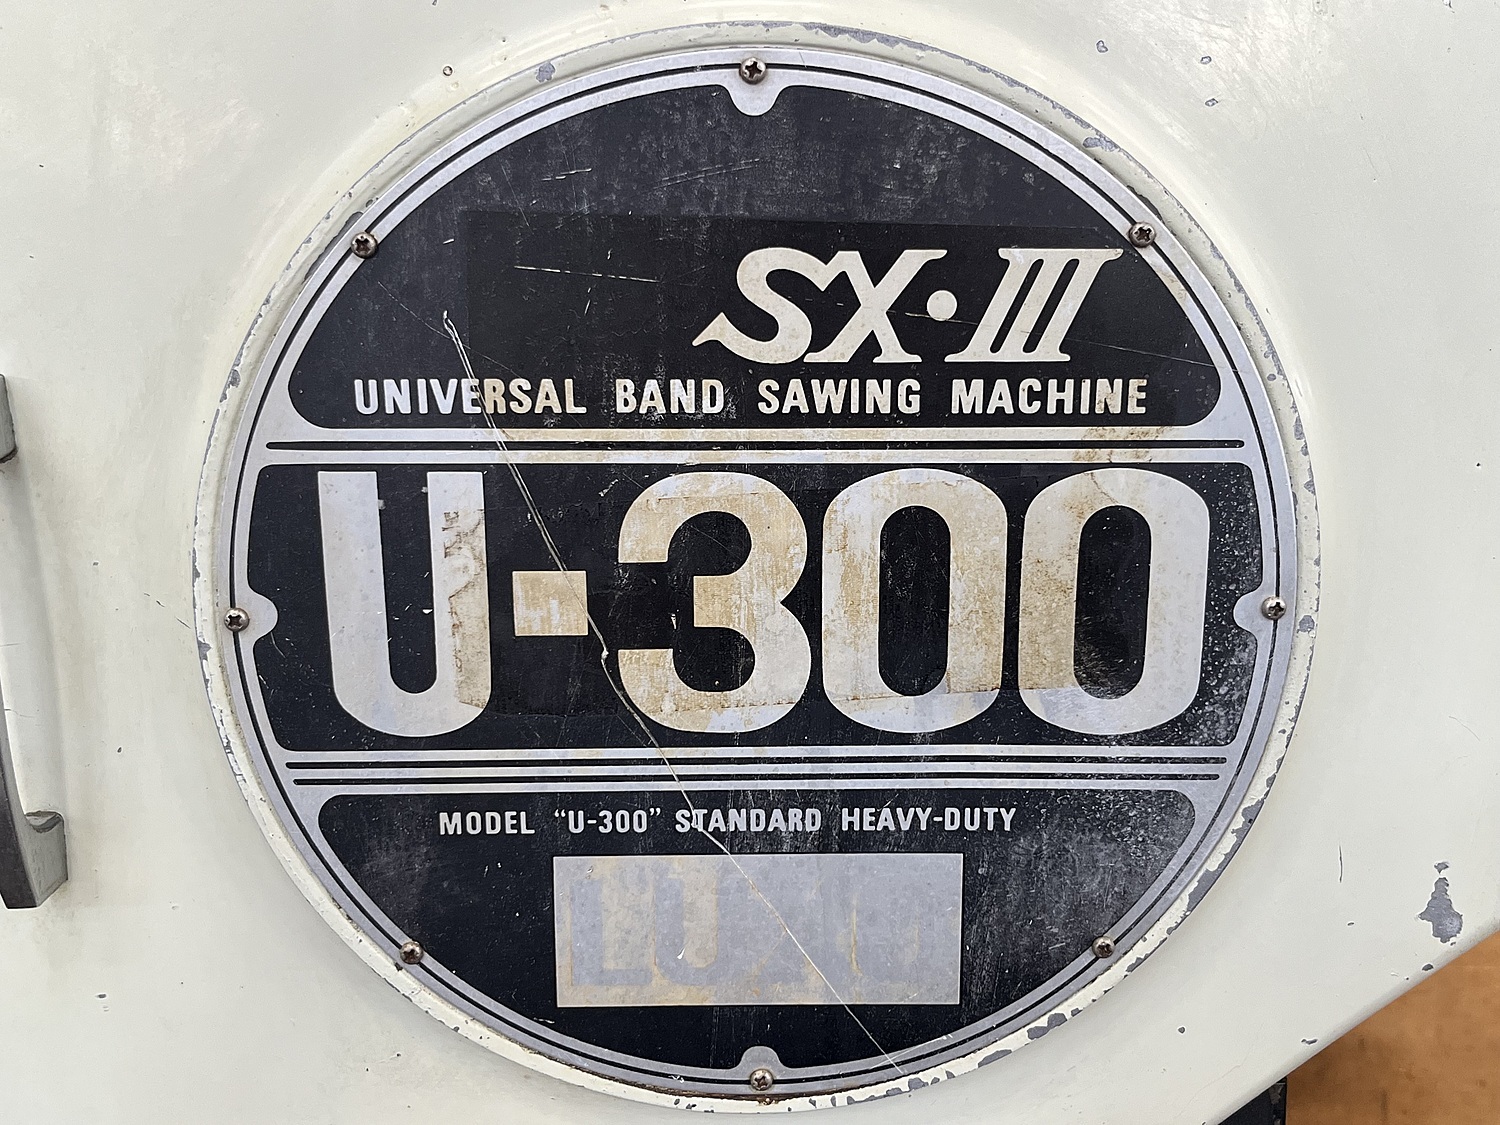 SX·III
UNIVERSAL BAND SAWING MACHINE
U-300
MODEL “U-300” STANDARD HEAVY-DUTY